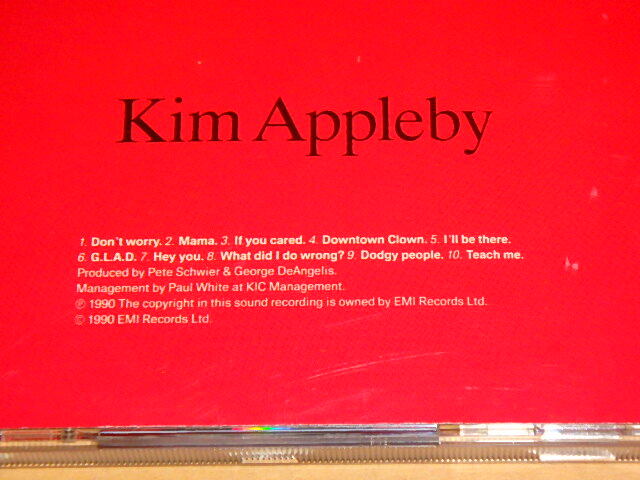 Kim Appleby
1. Don't worry. 2. Mama. 3. If you cared. 4. Downtown Clown. 5. I'll be there.
6. G.L.A.D. 7. Hey you. 8. What did I do wrong? 9. Dodgy people. 10. Teach me.
Produced by Pete Schwier & George DeAngelis.
Management by Paul White at KIC Management.
℗ 1990 The copyright in this sound recording is owned by EMI Records Ltd.
© 1990 EMI Records Ltd.